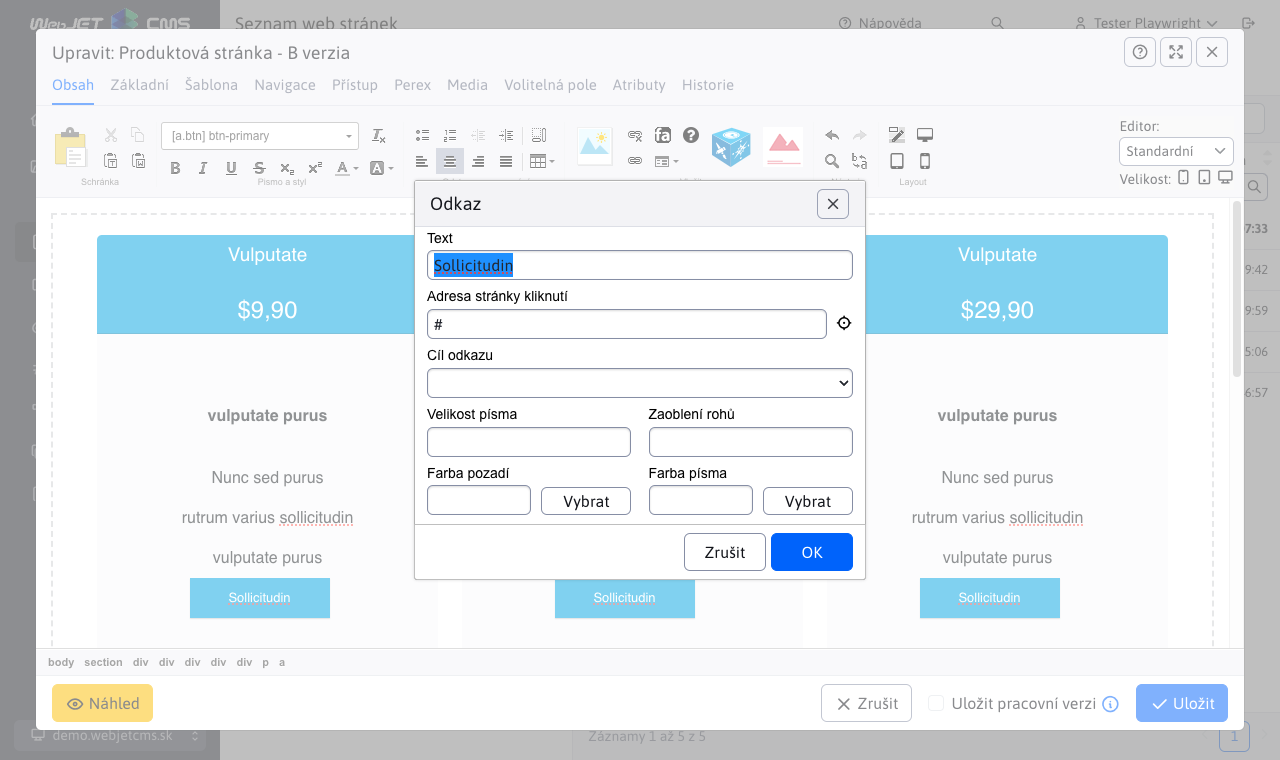 WebJET CMS
Seznam web stránek
Nápověda
Tester Playwright
Upravit: Produktová stránka - B verzia
Obsah Základní Šablona Navigace Přístup Perex Media Volitelná pole Atributy Historie
[a.btn] btn-primary
Schránka
Písmo a styl
Layout
Editor:
Standardní
Velikost:
Odkaz
Text
Sollicitudin
Adresa stránky kliknutí
#
Cíl odkazu
Velikost písma Zaoblení rohů
Farba pozadí Farba písma
Vybrat Vybrat
Zrušit OK
Vulputate
$9,90
vulputate purus
Nunc sed purus
rutrum varius sollicitudin
vulputate purus
Sollicitudin
Sollicitudin
Vulputate
$29,90
vulputate purus
Nunc sed purus
rutrum varius sollicitudin
vulputate purus
Sollicitudin
7:33
9:42
9:59
5:06
6:57
body section div div div div div p a
Náhled
Zrušit
Uložit pracovní verzi
Uložit
demo.webjetcms.sk
Záznamy 1 až 5 z 5
1